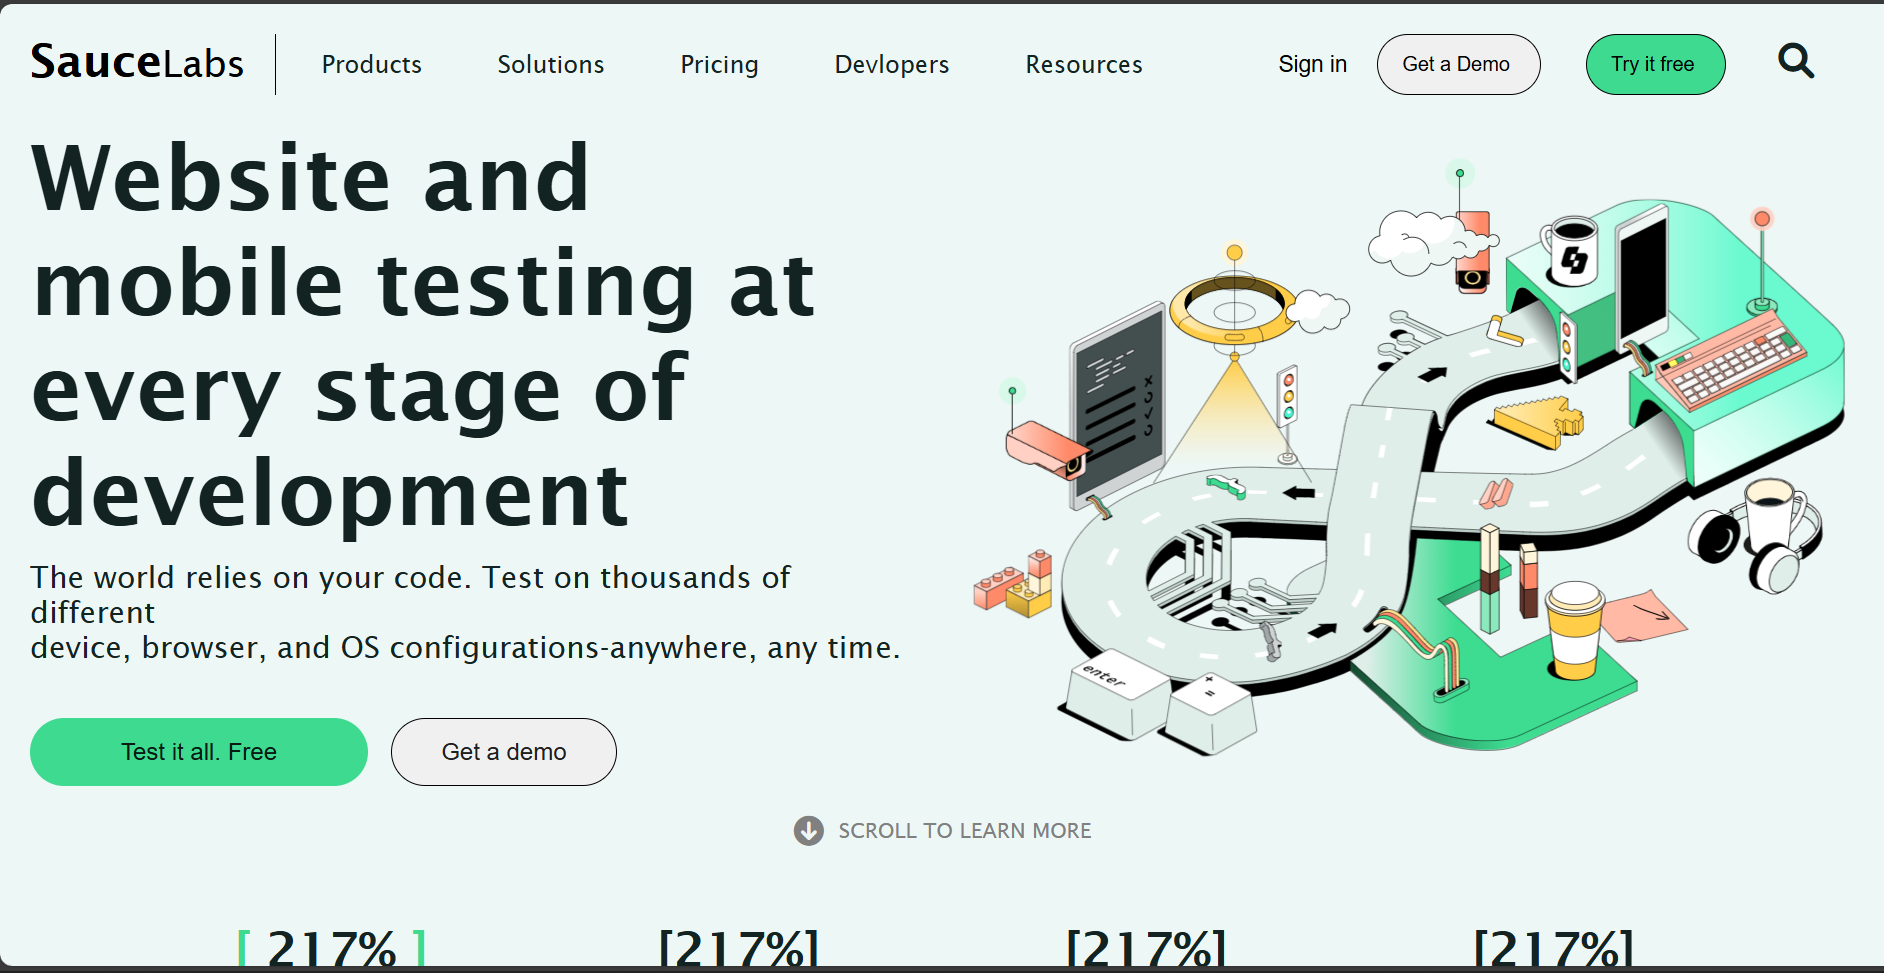 SauceLabs
Products Solutions Pricing Devlopers Resources Sign in Get a Demo Try it free
Website and
mobile testing at
every stage of
development
The world relies on your code. Test on thousands of
different
device, browser, and OS configurations-anywhere, any time.
Test it all. Free Get a demo
enter
+
=
SCROLL TO LEARN MORE
[ 217% ] [217%] [217%] [217%]